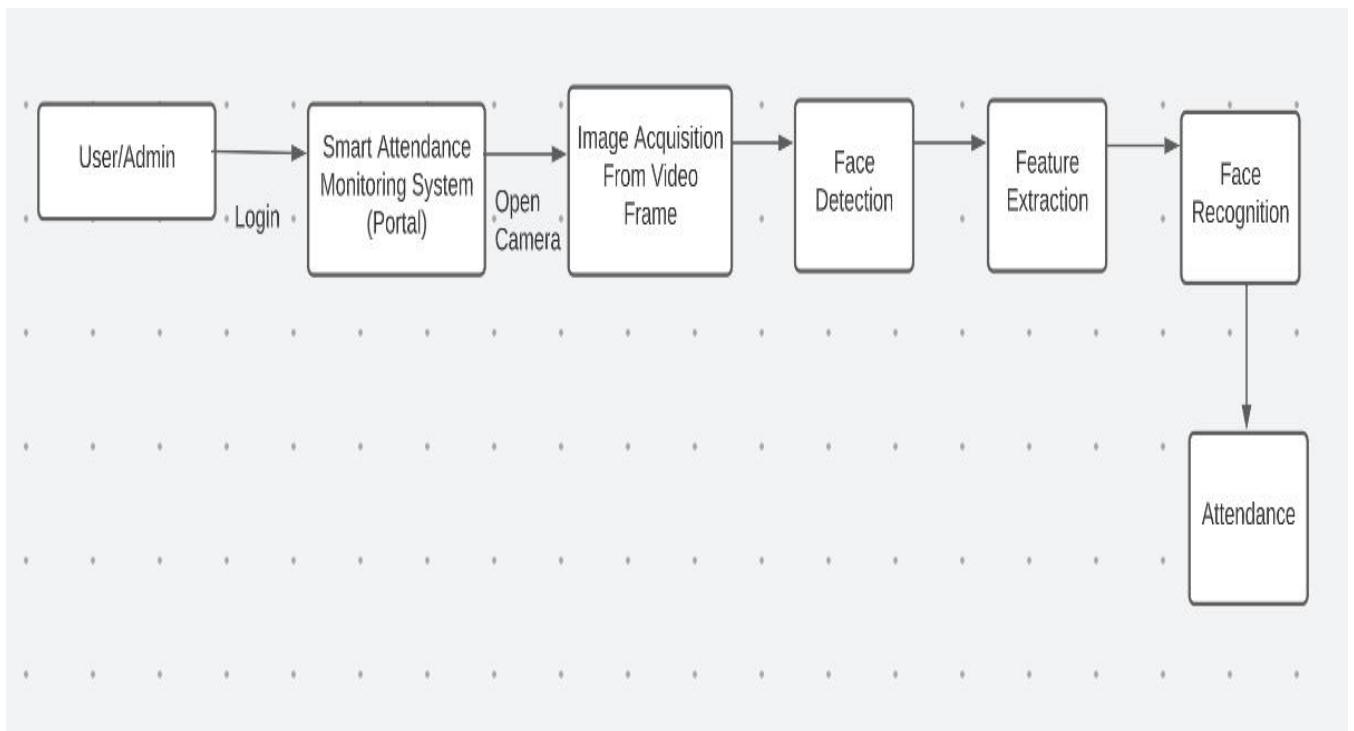 User/Admin
Login
Smart Attendance
Monitoring System
(Portal)
Open
Camera
Image Acquisition
From Video
Frame
Face
Detection
Feature
Extraction
Face
Recognition
Attendance